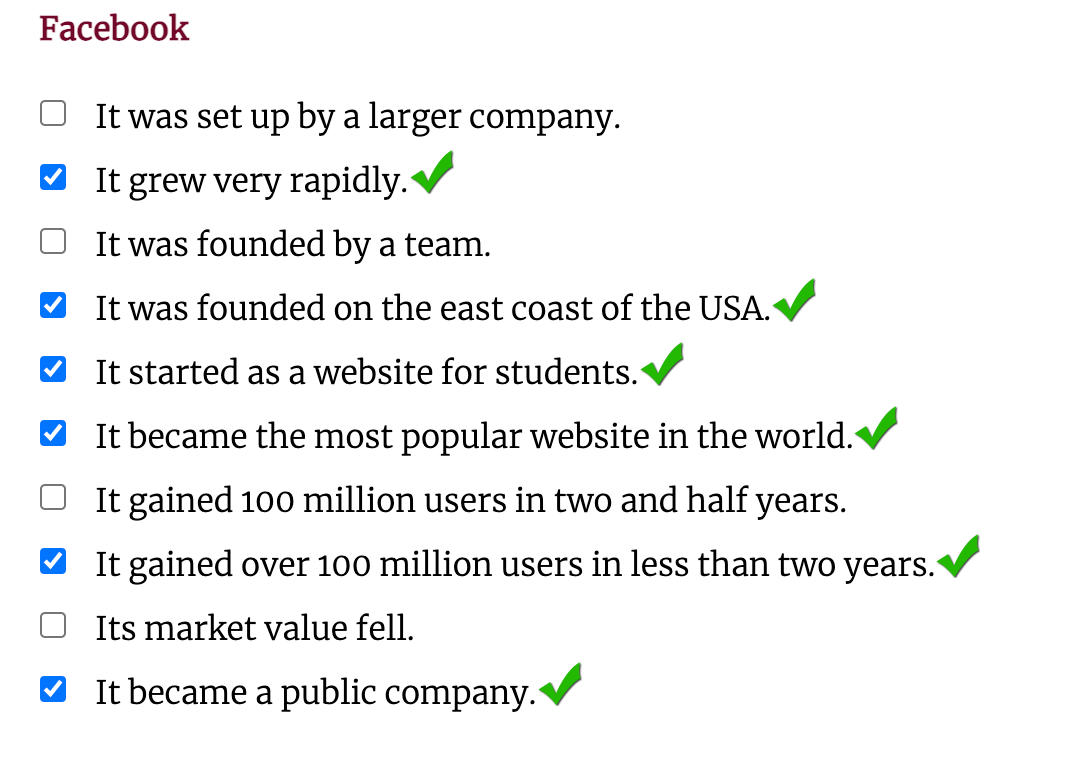 Facebook
It was set up by a larger company.
It grew very rapidly.
It was founded by a team.
It was founded on the east coast of the USA.
It started as a website for students.
It became the most popular website in the world.
It gained 100 million users in two and half years.
It gained over 100 million users in less than two years.
Its market value fell.
It became a public company.